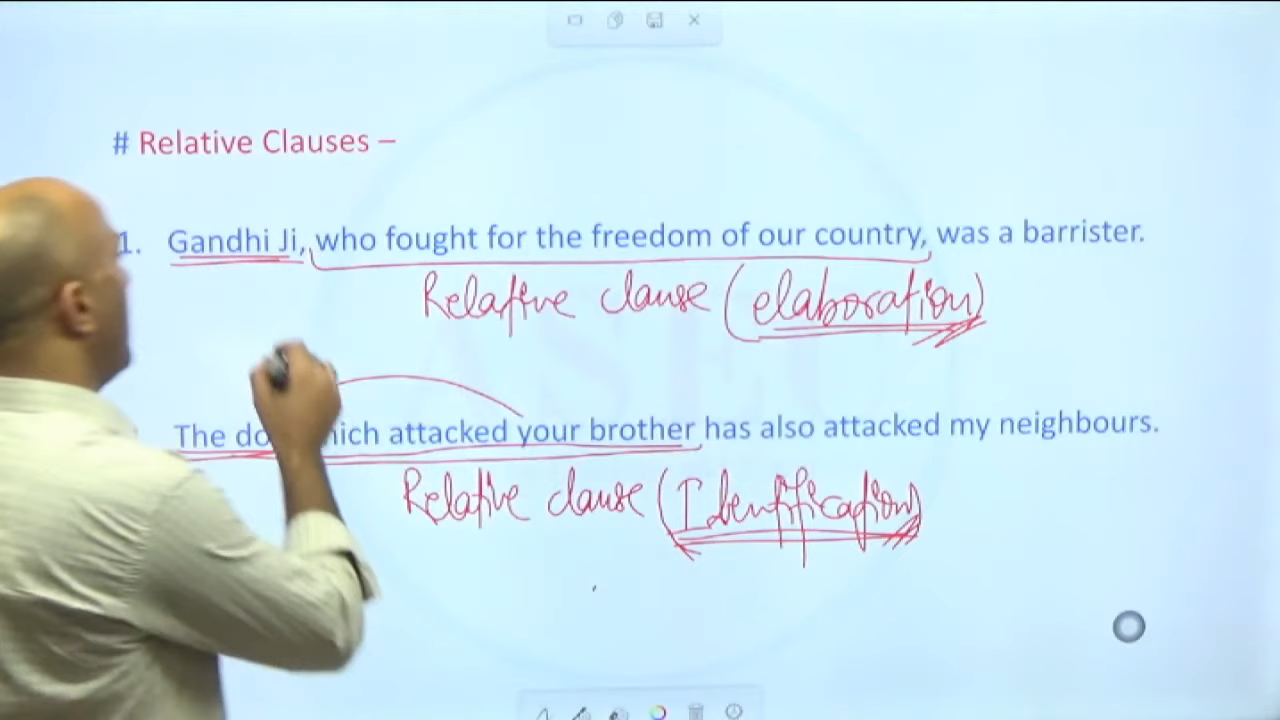 # Relative Clauses –
1. Gandhi Ji, who fought for the freedom of our country, was a barrister.
Relative clause (elaboration)
The attacked your brother has also attacked my neighbours.
Relative clause (Identification)